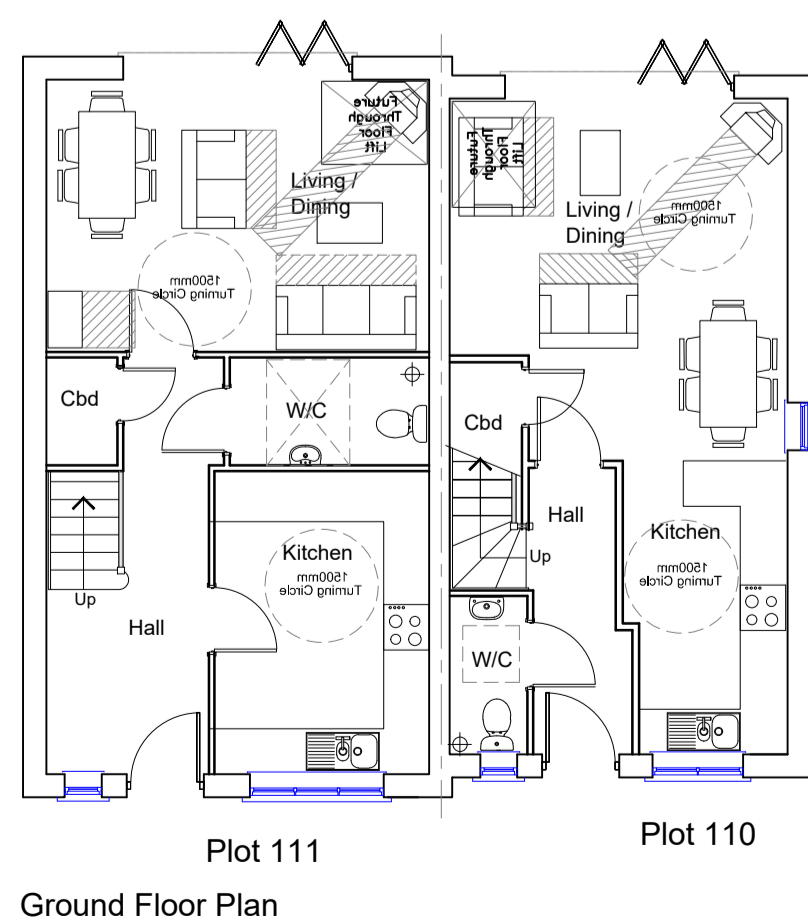 Future
Through
Floor
Lift
Living /
Dining
1500mm
Turning Circle
Cbd
W/C
Kitchen
1500mm
Turning Circle
Up
Hall
Plot 111
Lift
Floor
Through
Future
Living /
Dining
1500mm
Turning Circle
Cbd
Hall
Up
Kitchen
1500mm
Turning Circle
W/C
Plot 110
Ground Floor Plan